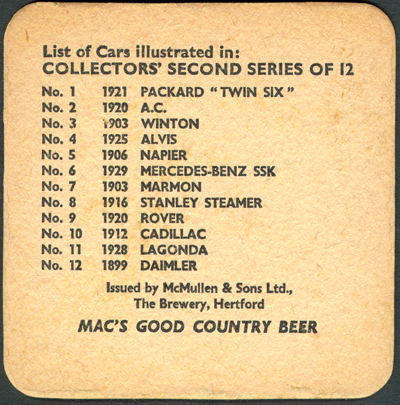 List of Cars illustrated in:
COLLECTORS' SECOND SERIES OF 12
No. 1 1921 PACKARD "TWIN SIX"
No. 2 1920 A.C.
No. 3 1903 WINTON
No. 4 1925 ALVIS
No. 5 1906 NAPIER
No. 6 1929 MERCEDES-BENZ SSK
No. 7 1903 MARMON
No. 8 1916 STANLEY STEAMER
No. 9 1920 ROVER
No. 10 1912 CADILLAC
No. 11 1928 LAGONDA
No. 12 1899 DAIMLER
Issued by McMullen & Sons Ltd.,
The Brewery, Hertford
MAC'S GOOD COUNTRY BEER